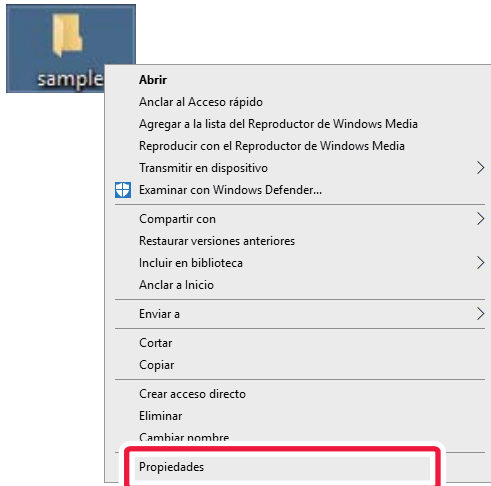 sample
Abrir
Anclar al Acceso rápido
Agregar a la lista del Reproductor de Windows Media
Reproducir con el Reproductor de Windows Media
Transmitir en dispositivo
Examinar con Windows Defender...
Compartir con
Restaurar versiones anteriores
Incluir en biblioteca
Anclar a Inicio
Enviar a
Cortar
Copiar
Crear acceso directo
Eliminar
Cambiar nombre
Propiedades